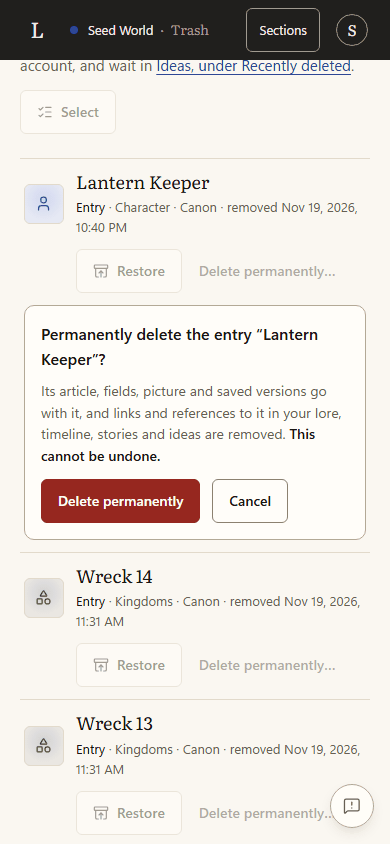 L Seed World · Trash Sections S
account, and wait in Ideas, under Recently deleted.
Select
Lantern Keeper
Entry · Character · Canon · removed Nov 19, 2026,
10:40 PM
Restore Delete permanently...
Permanently delete the entry “Lantern
Keeper”?
Its article, fields, picture and saved versions go
with it, and links and references to it in your lore,
timeline, stories and ideas are removed. This
cannot be undone.
Delete permanently Cancel
Wreck 14
Entry · Kingdoms · Canon · removed Nov 19, 2026,
11:31 AM
Restore Delete permanently...
Wreck 13
Entry · Kingdoms · Canon · removed Nov 19, 2026,
11:31 AM
Restore Delete permanently...